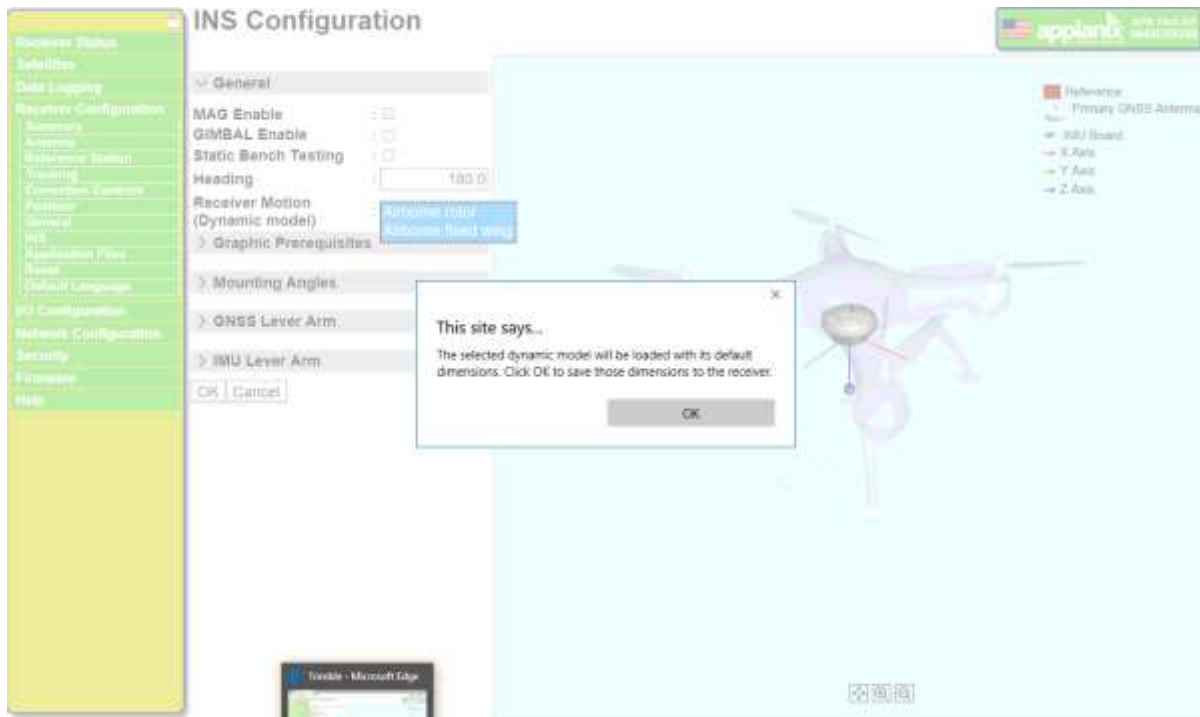 INS Configuration
Receiver Status
Satellites
Data Logging
Receiver Configuration
Summary
Antenna
Reference Station
Tracking
Correction Controls
Position
General
INS
Application Files
Reset
Default Language
I/O Configuration
Network Configuration
Security
Firmware
Help
General
MAG Enable :
GIMBAL Enable :
Static Bench Testing :
Heading : 180.0
Receiver Motion
(Dynamic model) :
Airborne rotor
Airborne fixed wing
> Graphic Prerequisites
> Mounting Angles
> GNSS Lever Arm
> IMU Lever Arm
OK Cancel
This site says...
The selected dynamic model will be loaded with its default
dimensions. Click OK to save those dimensions to the receiver.
OK
applanix
Reference
Primary GNSS Antenna
IMU Board
X Axis
Y Axis
Z Axis
Trimble - Microsoft Edge